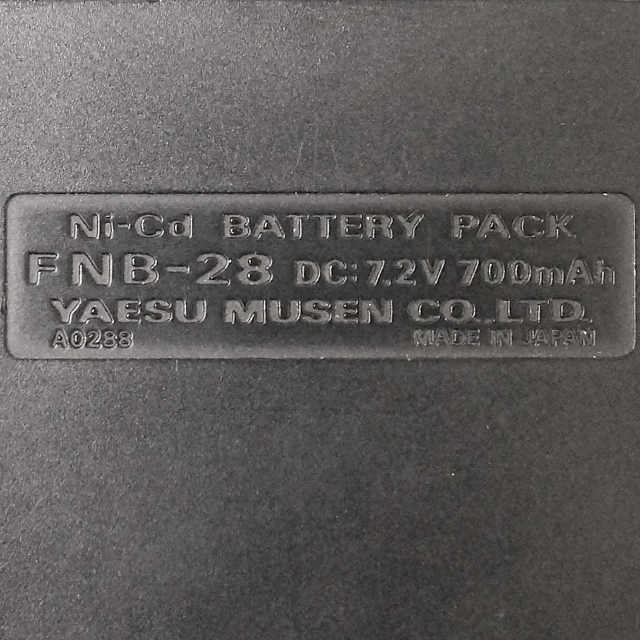 Ni-Cd BATTERY PACK
FNB-28 DC: 7.2V 700mAh
YAESU MUSEN CO.LTD.
A0288 MADE IN JAPAN